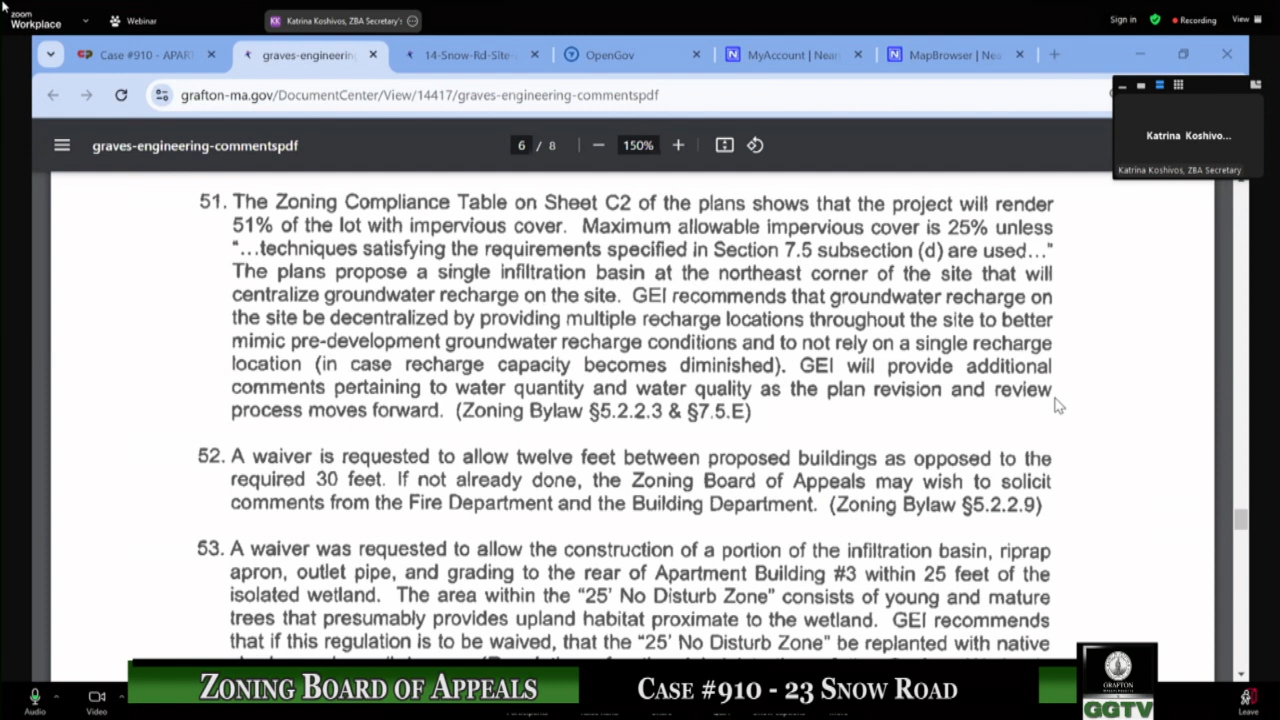 zoom
Workplace
Webinar
KK Katrina Koshivos, ZBA Secretary's
Sign in
Recording
View
Case #910 - APAR
graves-engineerin
14-Snow-Rd-Site-
OpenGov
MyAccount | Near
MapBrowser | Nea
grafton-ma.gov/DocumentCenter/View/14417/graves-engineering-commentspdf
graves-engineering-commentspdf
6 / 8
150%
Katrina Koshivo...
Katrina Koshivos, ZBA Secretary
51. The Zoning Compliance Table on Sheet C2 of the plans shows that the project will render
51% of the lot with impervious cover. Maximum allowable impervious cover is 25% unless
“…techniques satisfying the requirements specified in Section 7.5 subsection (d) are used…”
The plans propose a single infiltration basin at the northeast corner of the site that will
centralize groundwater recharge on the site. GEI recommends that groundwater recharge on
the site be decentralized by providing multiple recharge locations throughout the site to better
mimic pre-development groundwater recharge conditions and to not rely on a single recharge
location (in case recharge capacity becomes diminished). GEI will provide additional
comments pertaining to water quantity and water quality as the plan revision and review
process moves forward. (Zoning Bylaw §5.2.2.3 & §7.5.E)
52. A waiver is requested to allow twelve feet between proposed buildings as opposed to the
required 30 feet. If not already done, the Zoning Board of Appeals may wish to solicit
comments from the Fire Department and the Building Department. (Zoning Bylaw §5.2.2.9)
53. A waiver was requested to allow the construction of a portion of the infiltration basin, riprap
apron, outlet pipe, and grading to the rear of Apartment Building #3 within 25 feet of the
isolated wetland. The area within the “25' No Disturb Zone” consists of young and mature
trees that presumably provides upland habitat proximate to the wetland. GEI recommends
that if this regulation is to be waived, that the “25' No Disturb Zone” be replanted with native
Zoning Board of Appeals
Case #910 - 23 Snow Road
GRAFTON
GGTV
Audio
Video
Leave